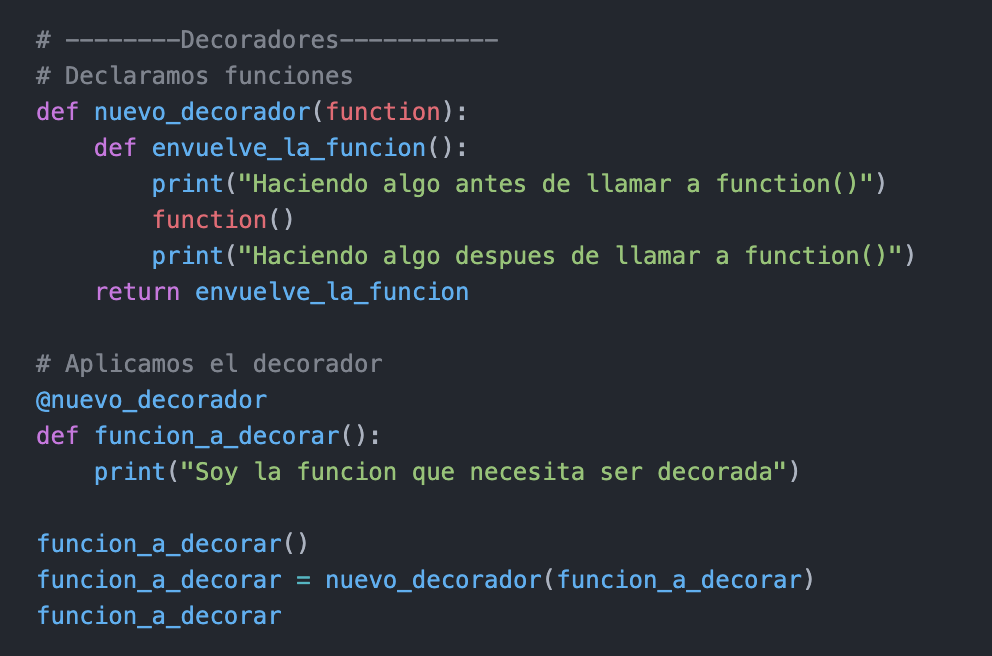 # --------Decoradores-----------
# Declaramos funciones
def nuevo_decorador(function):
    def envuelve_la_funcion():
        print("Haciendo algo antes de llamar a function()")
        function()
        print("Haciendo algo despues de llamar a function()")
    return envuelve_la_funcion

# Aplicamos el decorador
@nuevo_decorador
def funcion_a_decorar():
    print("Soy la funcion que necesita ser decorada")

funcion_a_decorar()
funcion_a_decorar = nuevo_decorador(funcion_a_decorar)
funcion_a_decorar